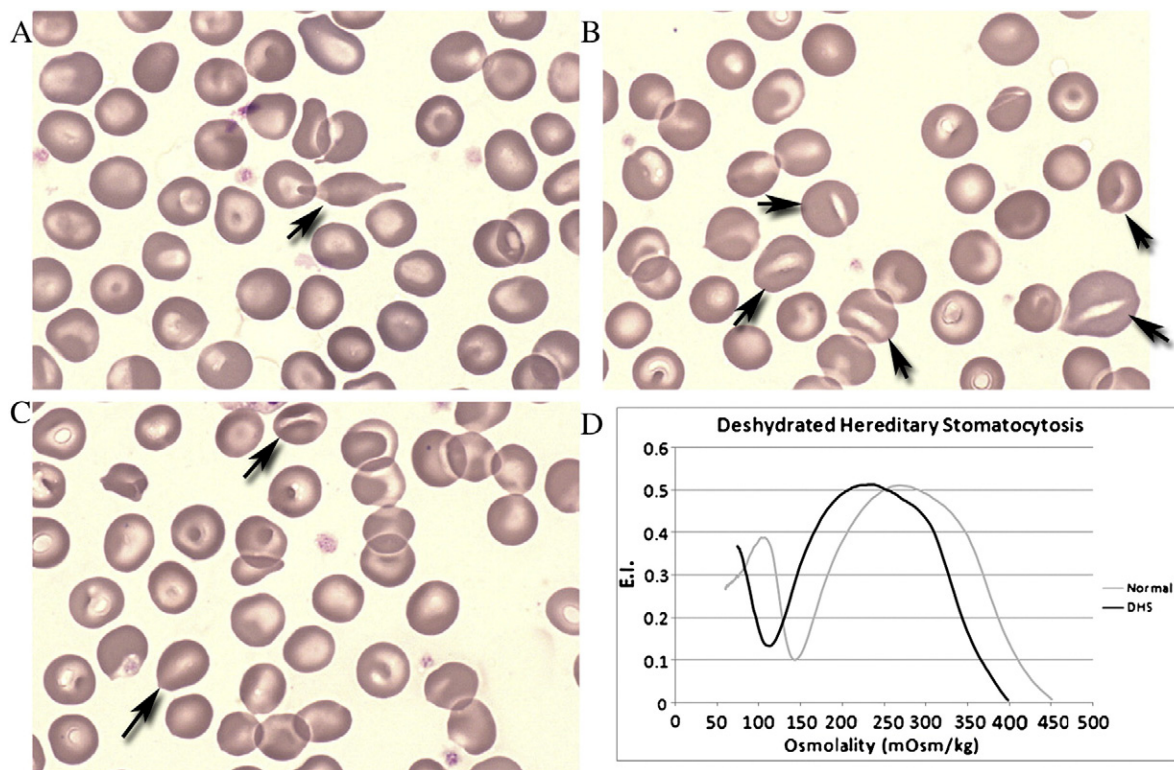 A
B
C
D
Deshydrated Hereditary Stomatocytosis
0.6
0.5
0.4
0.3
0.2
0.1
0
E.I.
0 50 100 150 200 250 300 350 400 450 500
Osmolality (mOsm/kg)
Normal
DHS